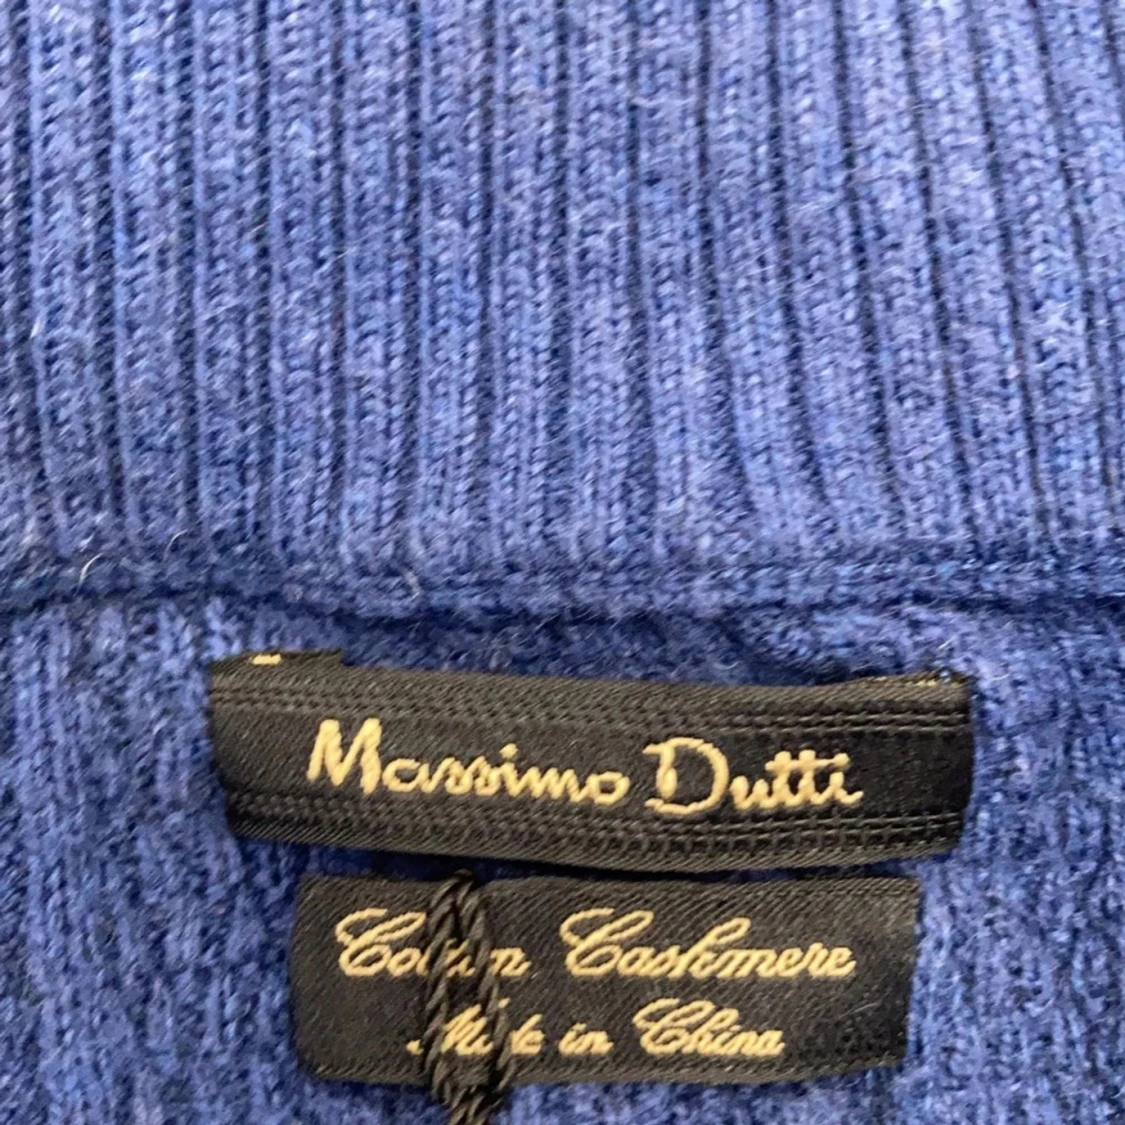 Massimo Dutti
Cotton Cashmere
Made in China